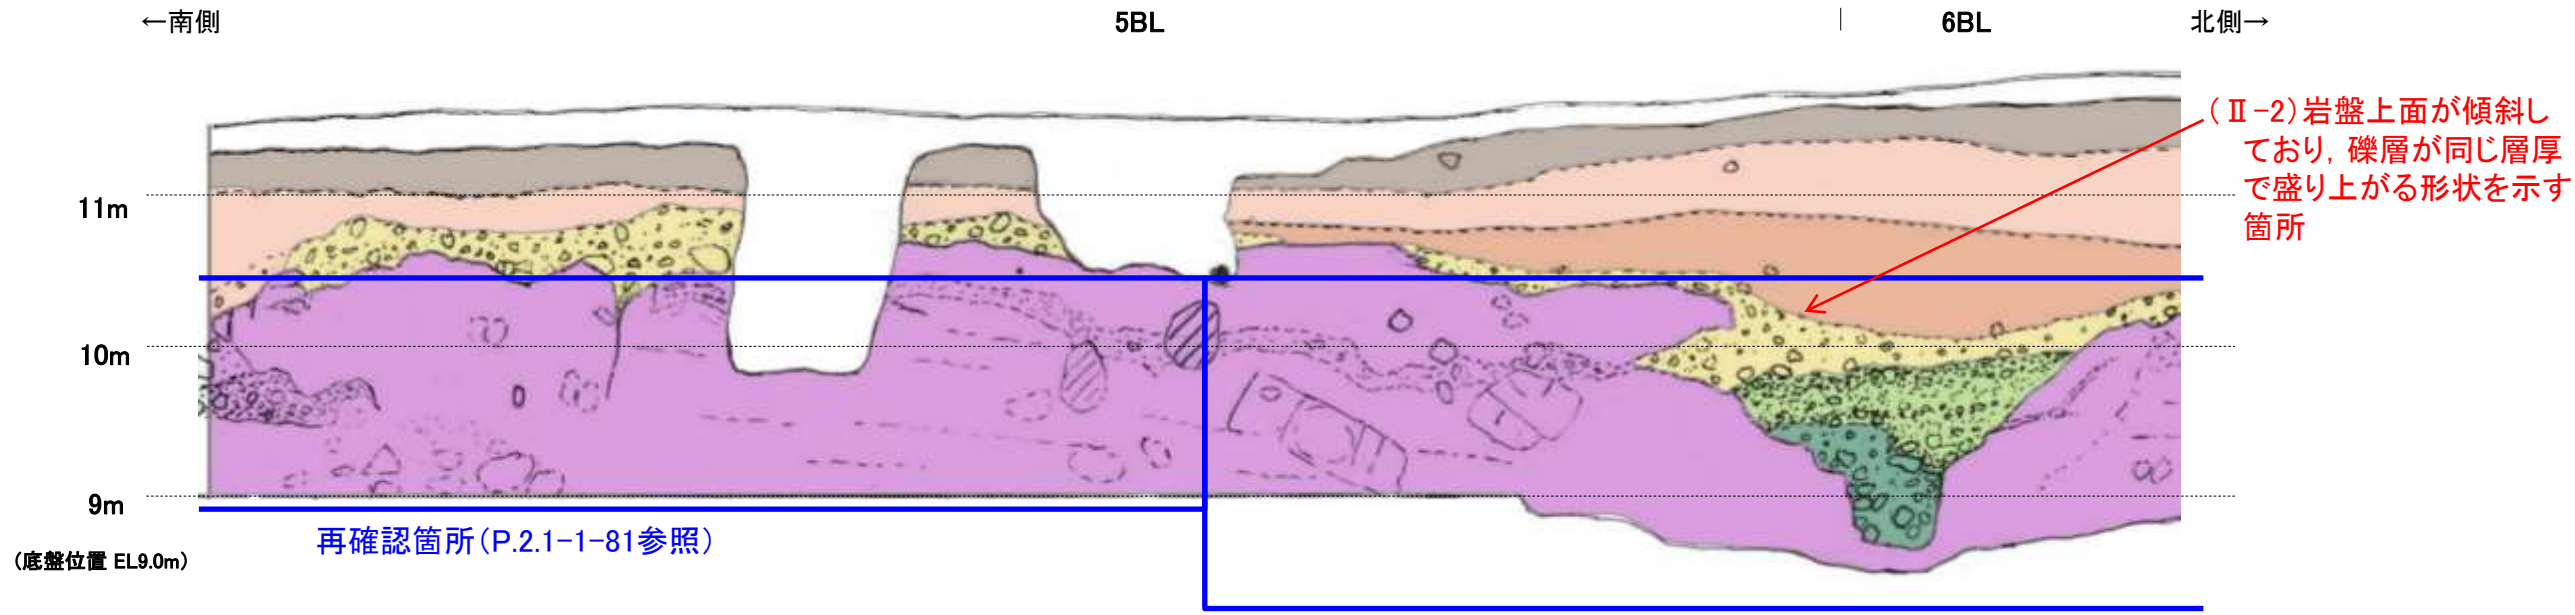 ←南側
5BL
6BL
北側→
(Ⅱ-2)岩盤上面が傾斜し
ており,礫層が同じ層厚
で盛り上がる形状を示す
箇所
11m
10m
9m
再確認箇所(P.2.1-1-81参照)
(底盤位置 EL9.0m)